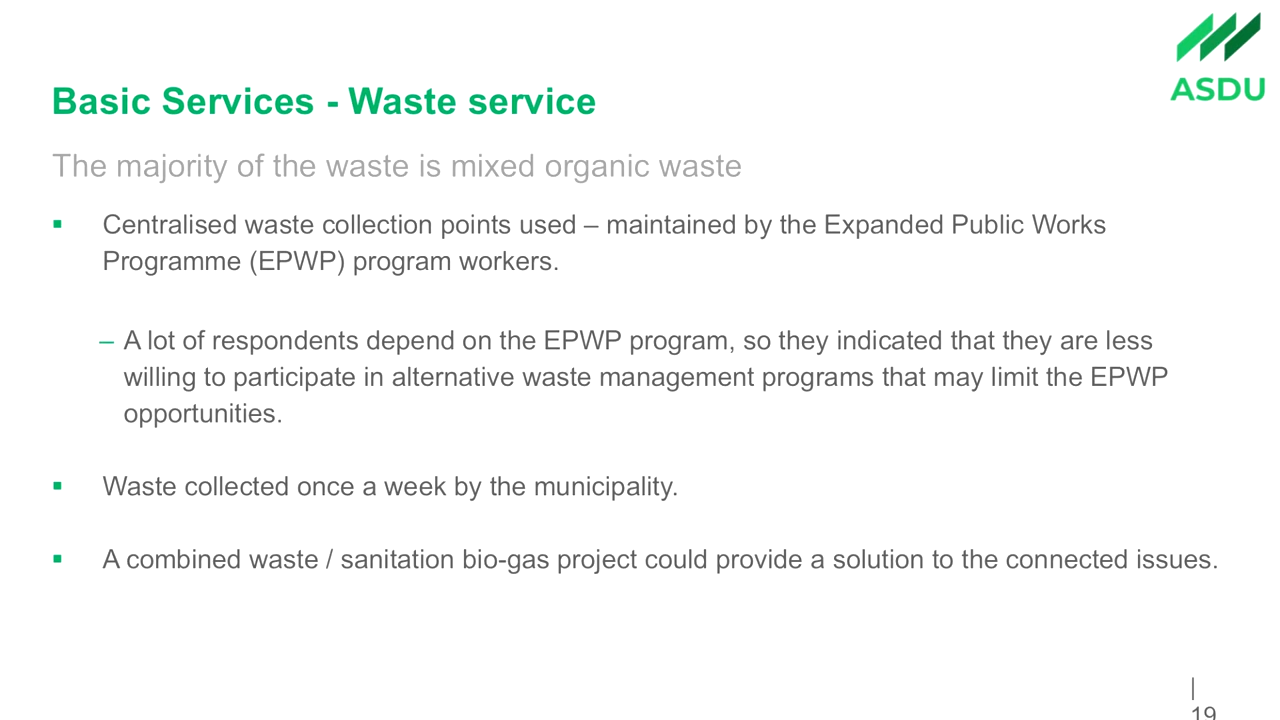 ASDU
Basic Services - Waste service
The majority of the waste is mixed organic waste
▪ Centralised waste collection points used – maintained by the Expanded Public Works
Programme (EPWP) program workers.
– A lot of respondents depend on the EPWP program, so they indicated that they are less
willing to participate in alternative waste management programs that may limit the EPWP
opportunities.
▪ Waste collected once a week by the municipality.
▪ A combined waste / sanitation bio-gas project could provide a solution to the connected issues.
|
19